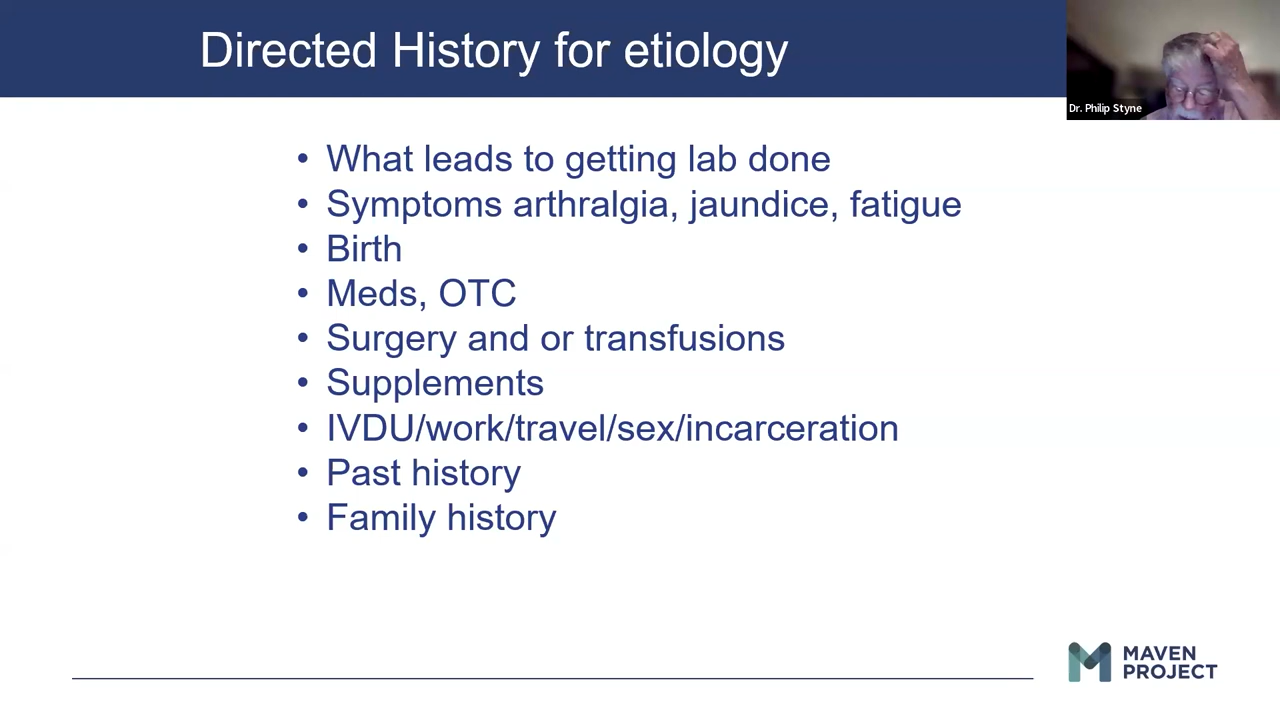 Directed History for etiology
Dr. Philip Styne
• What leads to getting lab done
• Symptoms arthralgia, jaundice, fatigue
• Birth
• Meds, OTC
• Surgery and or transfusions
• Supplements
• IVDU/work/travel/sex/incarceration
• Past history
• Family history
MAVEN
PROJECT